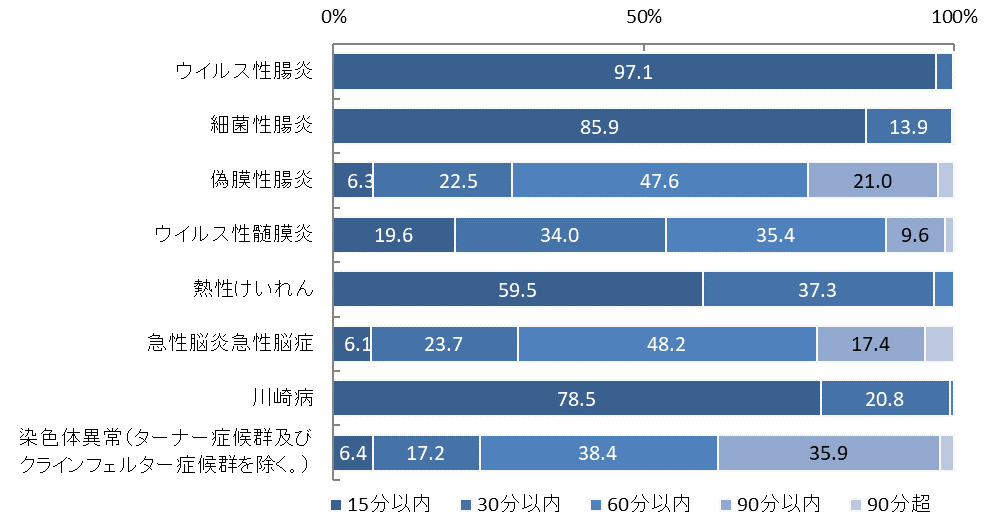 0% 50% 100%
ウイルス性腸炎 97.1
細菌性腸炎 85.9 13.9
偽膜性腸炎 6.3 22.5 47.6 21.0
ウイルス性髄膜炎 19.6 34.0 35.4 9.6
熱性けいれん 59.5 37.3
急性脳炎急性脳症 6.1 23.7 48.2 17.4
川崎病 78.5 20.8
染色体異常（ターナー症候群及び
クラインフェルター症候群を除く。） 6.4 17.2 38.4 35.9
15分以内 30分以内 60分以内 90分以内 90分超